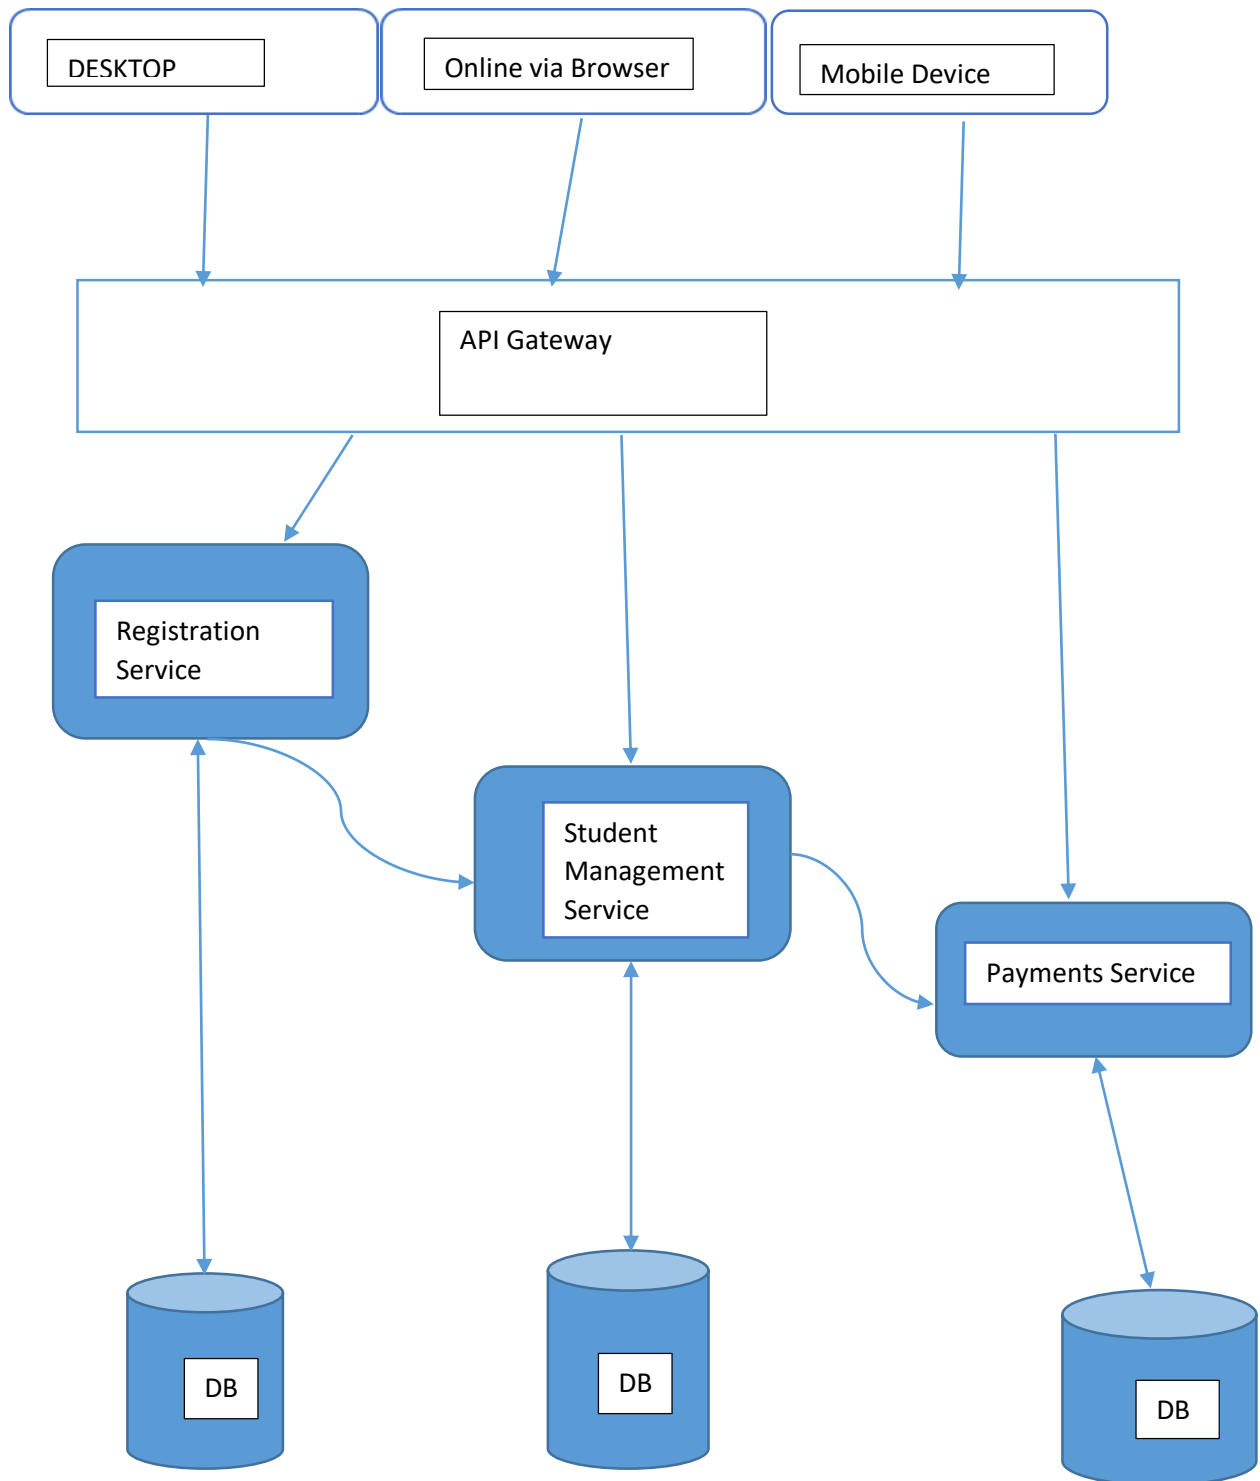 DESKTOP
Online via Browser
Mobile Device
API Gateway
Registration
Service
Student
Management
Service
Payments Service
DB
DB
DB